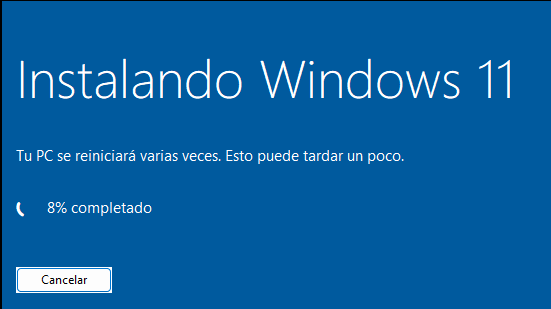 Instalando Windows 11
Tu PC se reiniciará varias veces. Esto puede tardar un poco.
8% completado
Cancelar